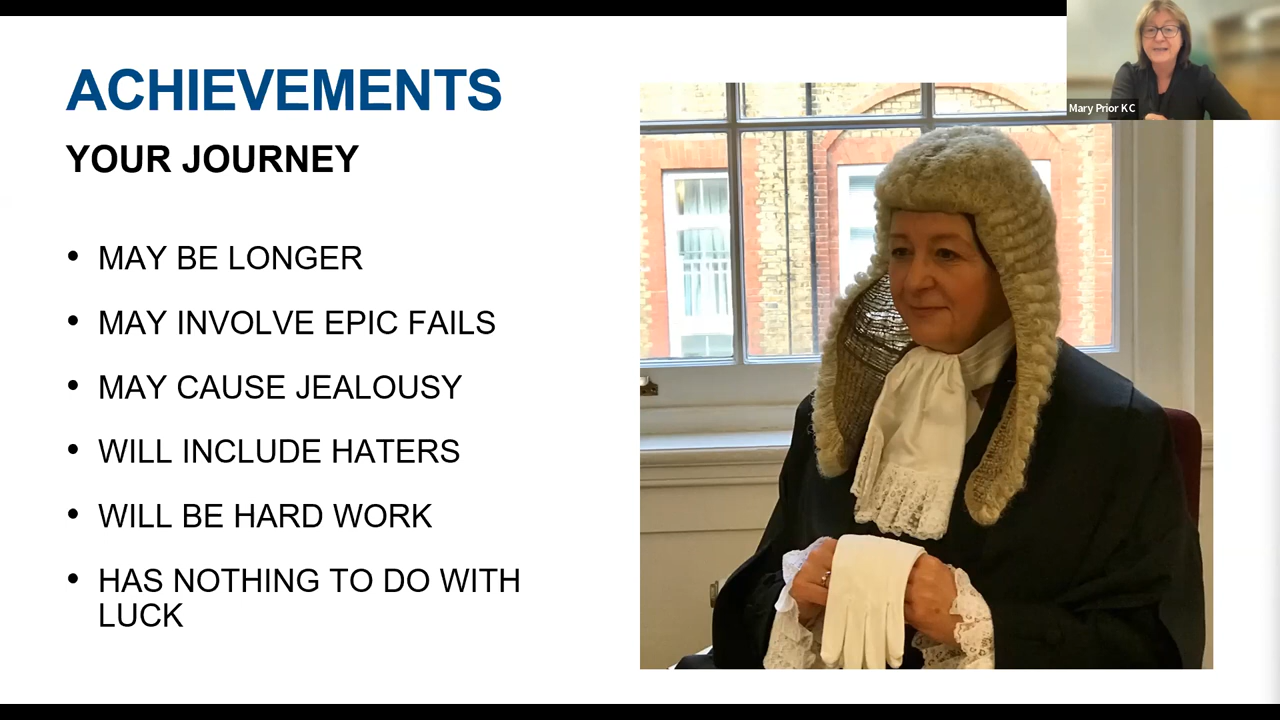 ACHIEVEMENTS
YOUR JOURNEY
• MAY BE LONGER
• MAY INVOLVE EPIC FAILS
• MAY CAUSE JEALOUSY
• WILL INCLUDE HATERS
• WILL BE HARD WORK
• HAS NOTHING TO DO WITH
LUCK
Mary Prior KC